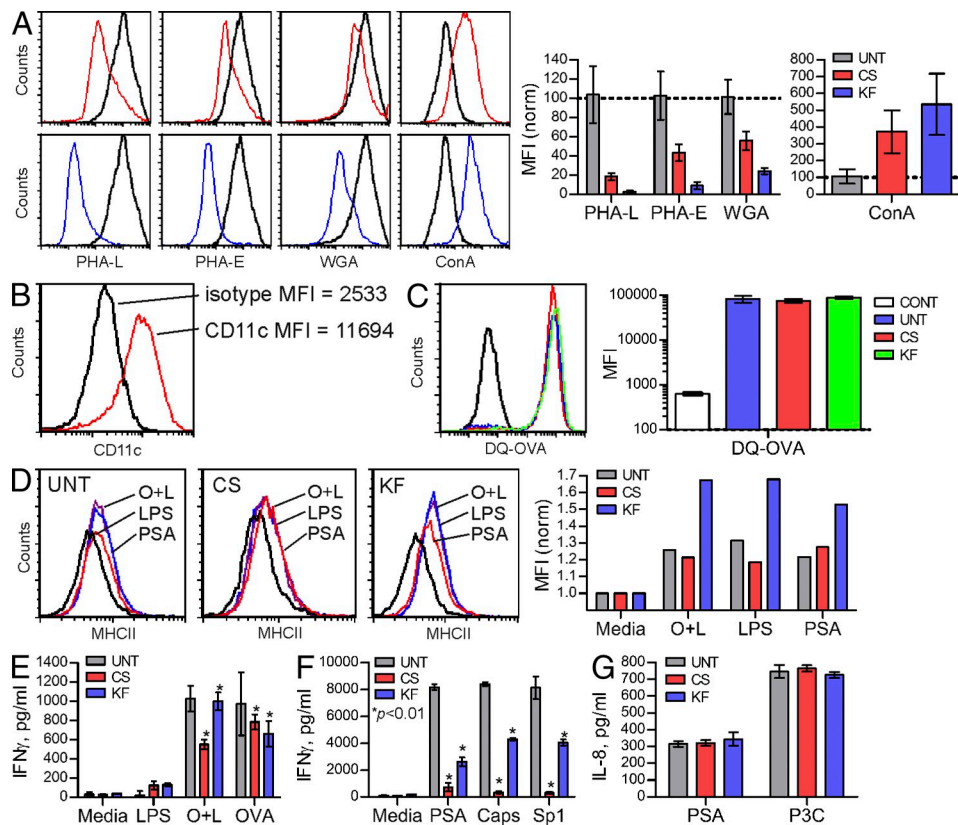 A
Counts
Counts
PHA-L PHA-E WGA ConA
MFI (norm)
140
120
100
80
60
40
20
0
PHA-L PHA-E WGA
800
700
600
500
400
300
200
100
0
UNT
CS
KF
ConA
B
Counts
isotype MFI = 2533
CD11c MFI = 11694
CD11c
C
Counts
DQ-OVA
MFI
100000
10000
1000
100
CONT
UNT
CS
KF
DQ-OVA
D
Counts
UNT
O+L
LPS
PSA
MHCII
CS
O+L
LPS
PSA
MHCII
KF
O+L
LPS
PSA
MHCII
MFI (norm)
1.7
1.6
1.5
1.4
1.3
1.2
1.1
1.0
UNT
CS
KF
Media O+L LPS PSA
E
IFNγ, pg/ml
1400
1200
1000
800
600
400
200
0
UNT
CS
KF
* * * *
Media LPS O+L OVA
F
IFNγ, pg/ml
10000
8000
6000
4000
2000
0
UNT
CS
KF
*p<0.01
* * * * * *
Media PSA Caps Sp1
G
IL-8, pg/ml
900
750
600
450
300
150
0
UNT
CS
KF
PSA P3C